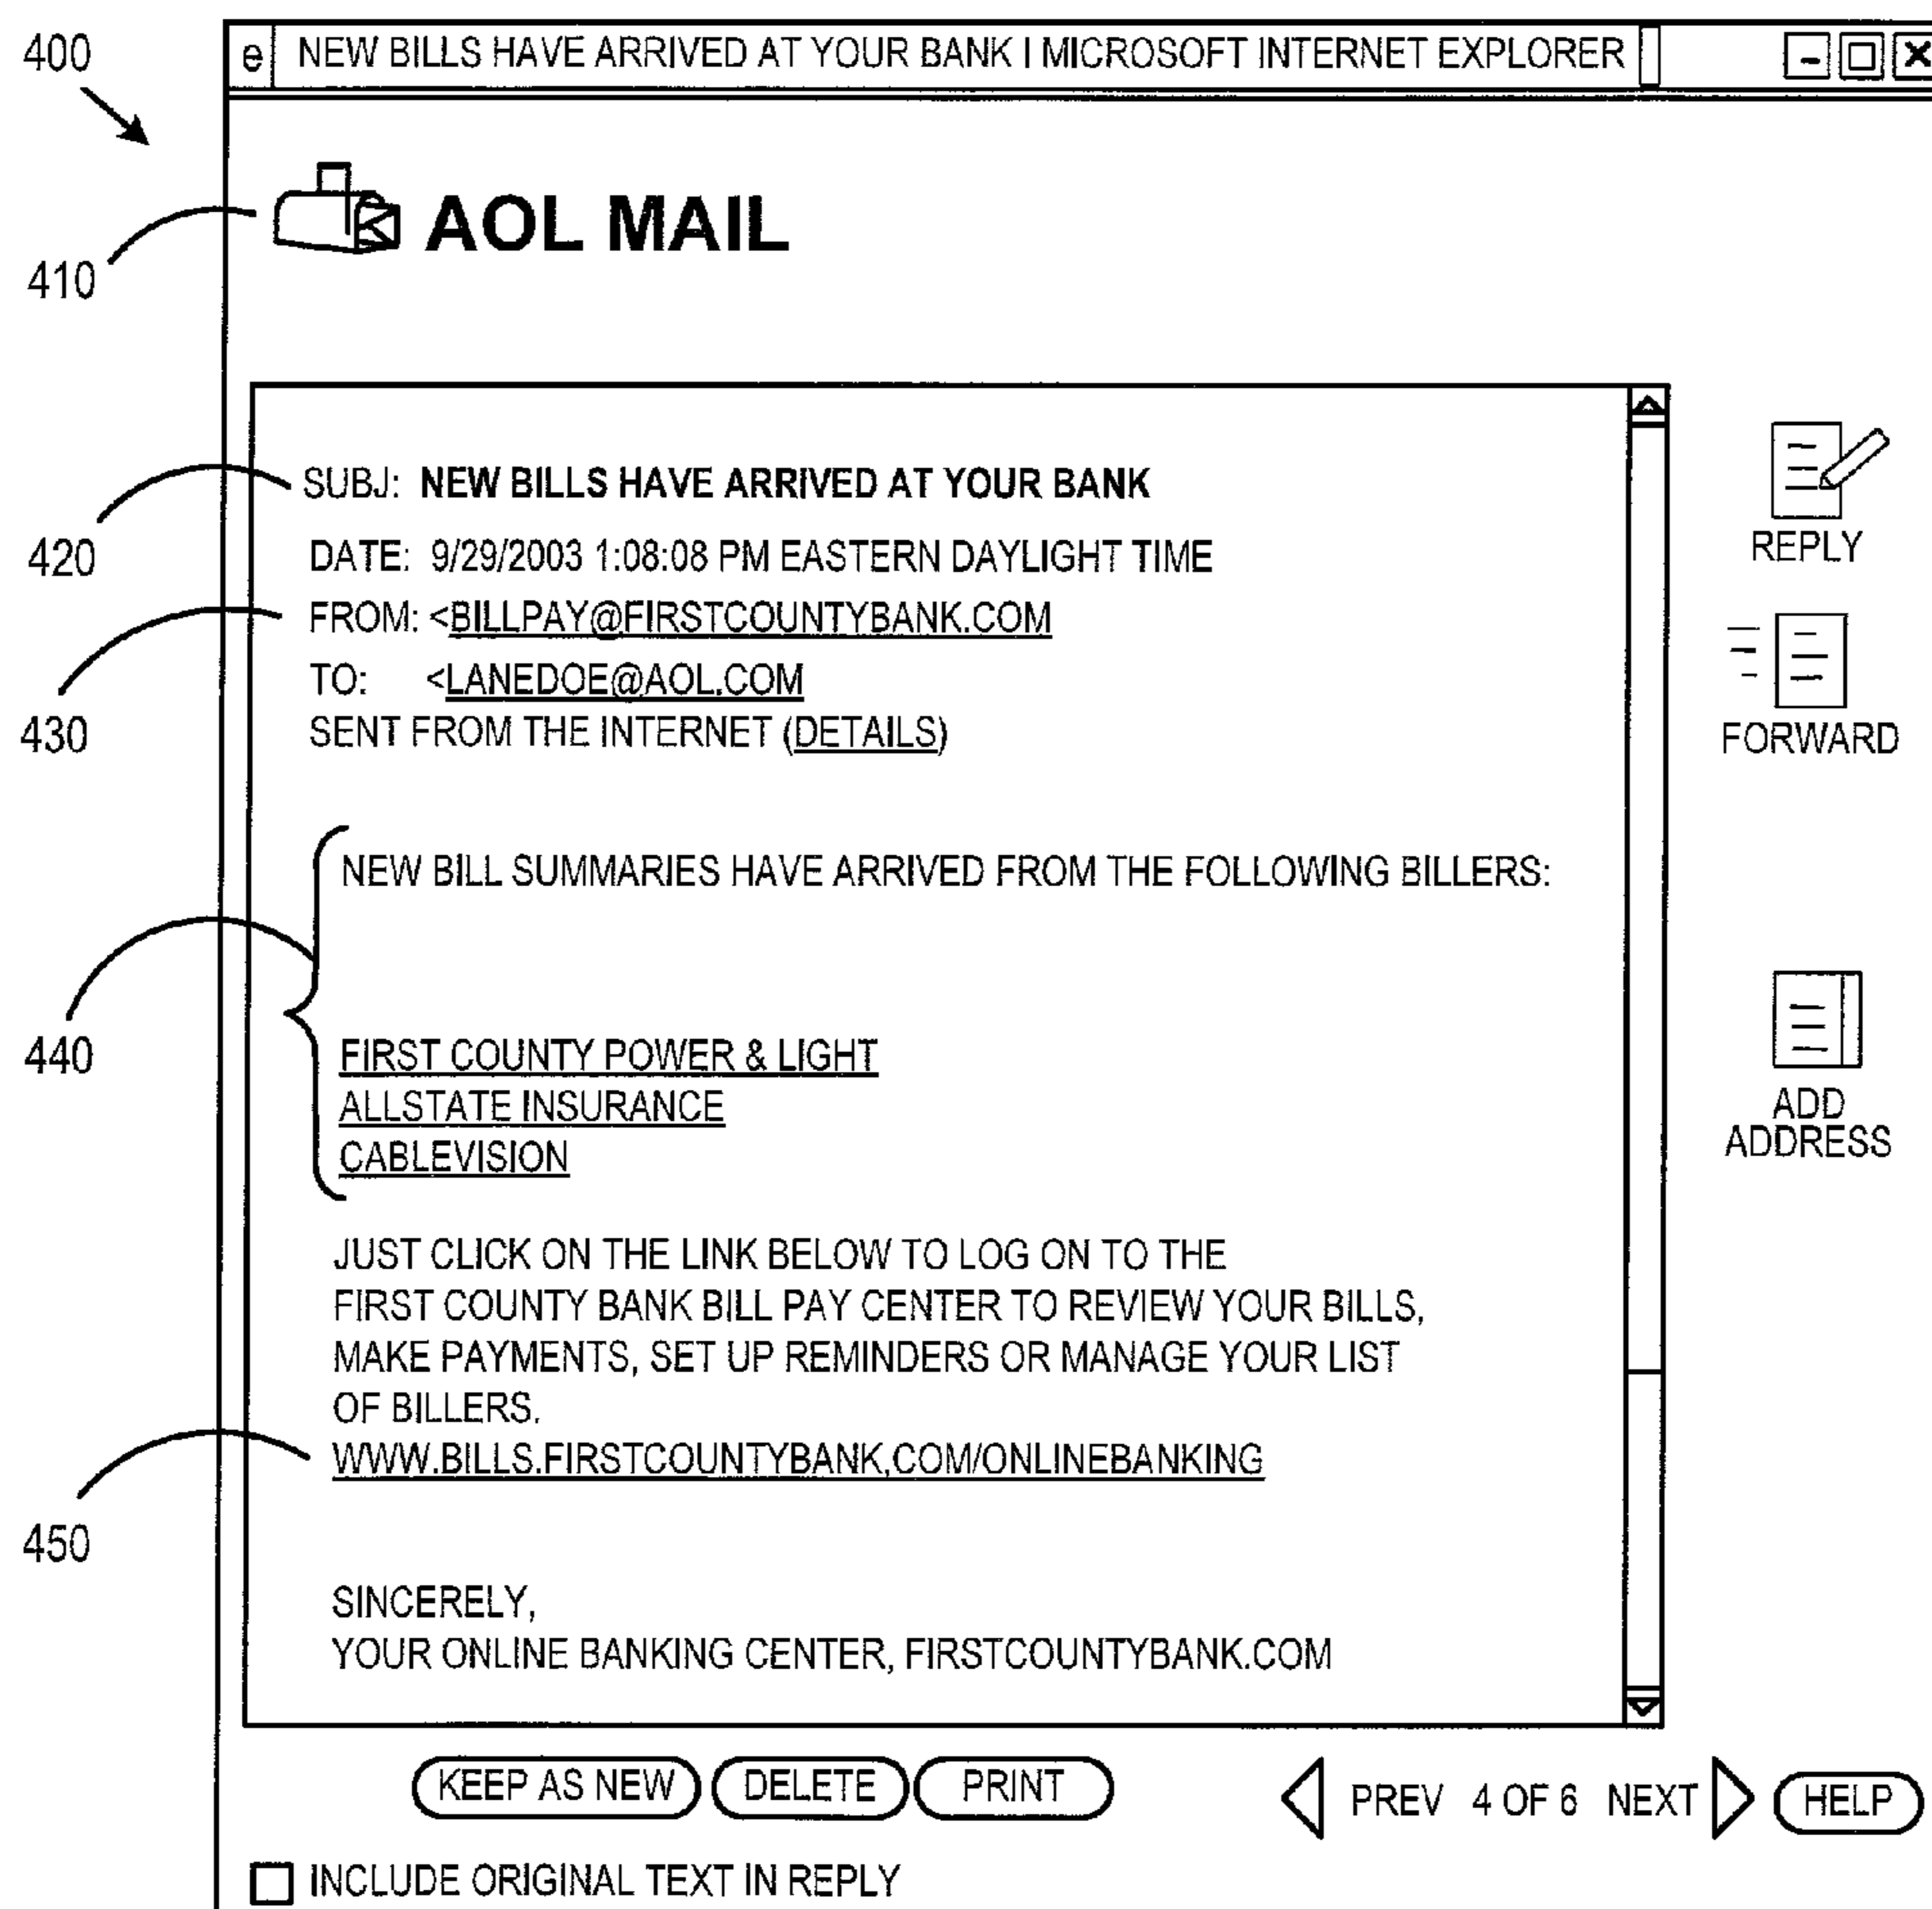 400
e NEW BILLS HAVE ARRIVED AT YOUR BANK I MICROSOFT INTERNET EXPLORER
410
AOL MAIL
420
SUBJ: NEW BILLS HAVE ARRIVED AT YOUR BANK
DATE: 9/29/2003 1:08:08 PM EASTERN DAYLIGHT TIME
430
FROM: <BILLPAY@FIRSTCOUNTYBANK.COM
TO: <LANEDOE@AOL.COM
SENT FROM THE INTERNET (DETAILS)
REPLY
FORWARD
440
NEW BILL SUMMARIES HAVE ARRIVED FROM THE FOLLOWING BILLERS:
FIRST COUNTY POWER & LIGHT
ALLSTATE INSURANCE
CABLEVISION
ADD
ADDRESS
JUST CLICK ON THE LINK BELOW TO LOG ON TO THE
FIRST COUNTY BANK BILL PAY CENTER TO REVIEW YOUR BILLS,
MAKE PAYMENTS, SET UP REMINDERS OR MANAGE YOUR LIST
OF BILLERS.
450
WWW.BILLS.FIRSTCOUNTYBANK,COM/ONLINEBANKING
SINCERELY,
YOUR ONLINE BANKING CENTER, FIRSTCOUNTYBANK.COM
KEEP AS NEW DELETE PRINT PREV 4 OF 6 NEXT HELP
INCLUDE ORIGINAL TEXT IN REPLY